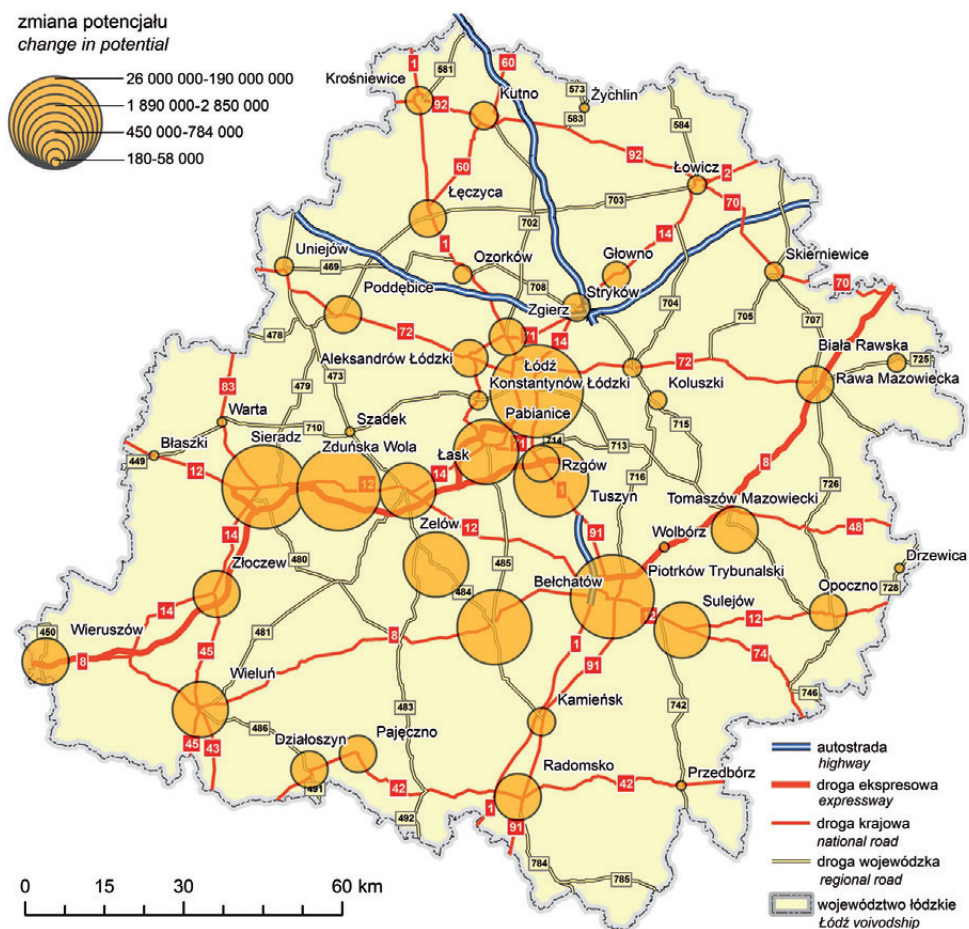 zmiana potencjału
change in potential
26 000 000-190 000 000
1 890 000-2 850 000
450 000-784 000
180-58 000
1
581
60
Krośniewice
92
Kutno
573
Żychlin
583
584
92
Łowicz
2
60
70
Łęczyca
703
702
14
1
Uniejów
469
Ozorków
Głowno
Skierniewice
708
70
Poddębice
Stryków
704
Zgierz
705
707
478
72
71
14
Biała Rawska
Aleksandrów Łódzki
72
725
Łódź
83
473
Konstantynów Łódzki
Koluszki
Rawa Mazowiecka
479
Warta
Szadek
Pabianice
710
715
Błaszki
Sieradz
Zduńska Wola
71
714
713
449
Łask
8
12
14
Rzgów
716
12
1
Tuszyn
726
Tomaszów Mazowiecki
14
Zelów
12
91
48
480
Wolbórz
Złoczew
485
Drzewica
Bełchatów
Piotrków Trybunalski
728
14
484
Opoczno
12
Sulejów
12
450
Wieruszów
481
8
1
74
8
45
91
Wieluń
746
Kamieńsk
483
742
486
45
43
Działoszyn
Pajęczno
Radomsko
Przedbórz
42
42
491
1
492
91
784
785
autostrada
highway
droga ekspresowa
expressway
droga krajowa
national road
droga wojewódzka
regional road
województwo łódzkie
Łódź voivodship
0 30 60 km